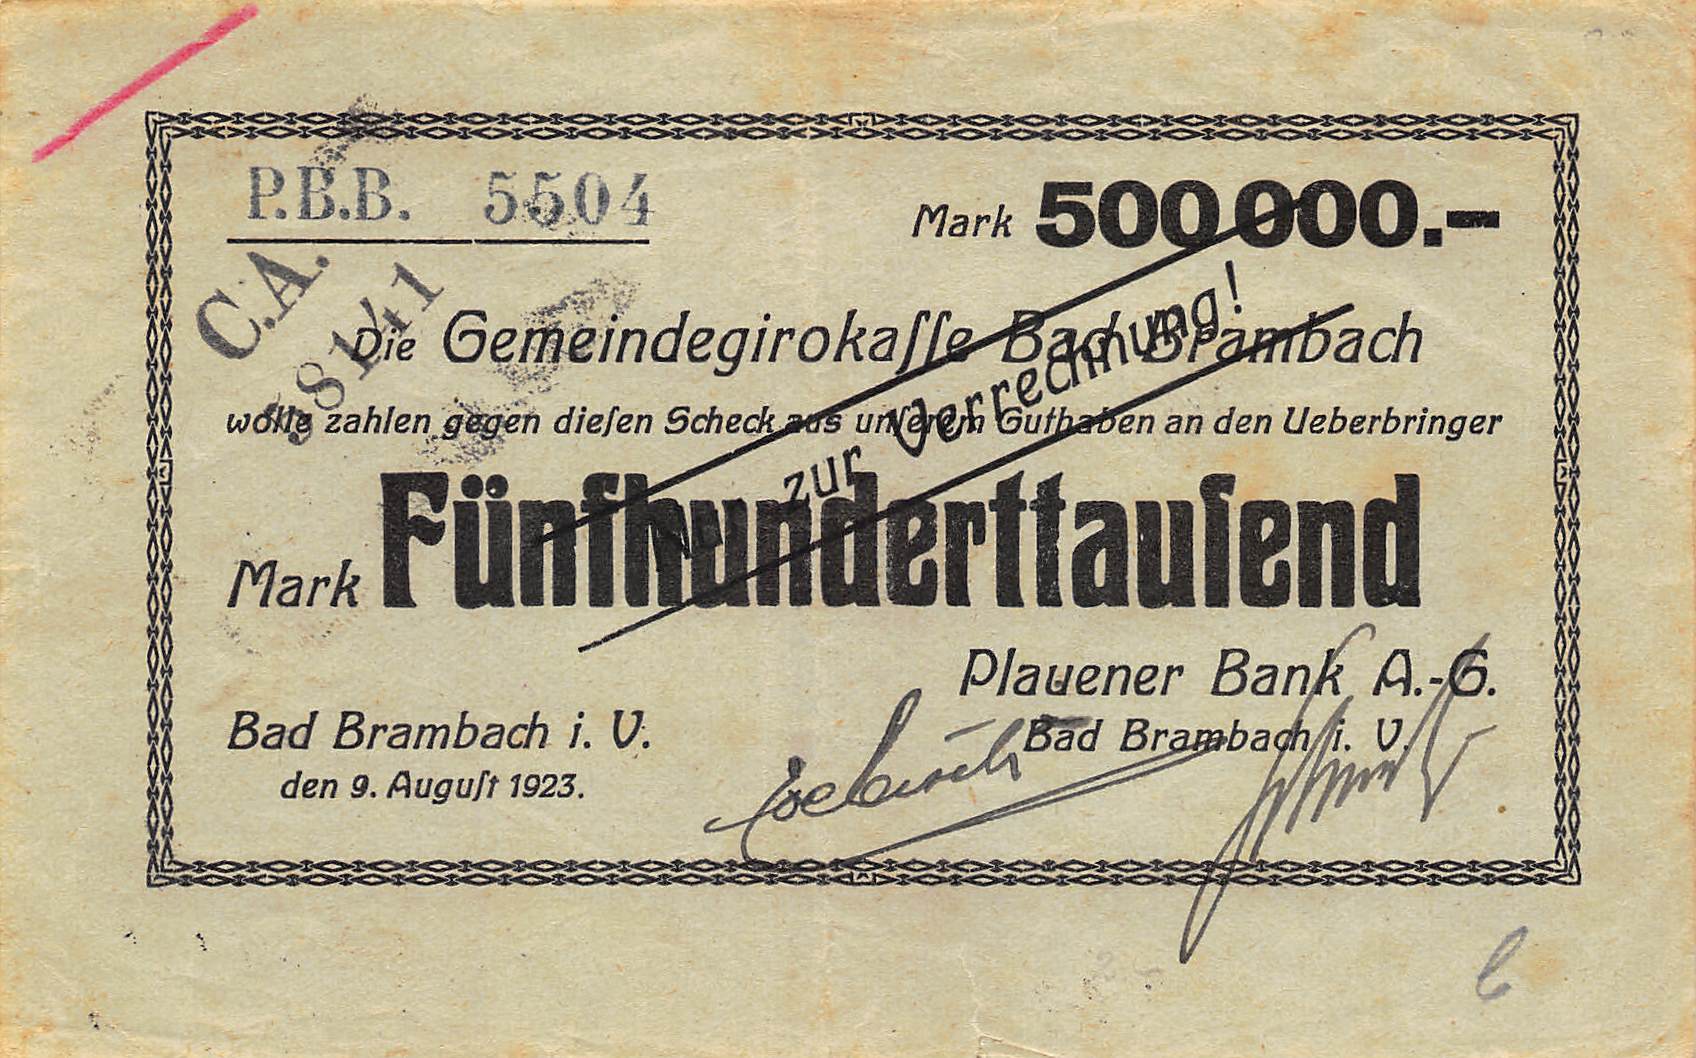 P.B.B. 5504
Mark 500000.-
C.A.
Die Gemeindegirokaſſe Bad Brambach
wolle zahlen gegen dieſen Scheck aus unſerem Guthaben an den Ueberbringer
Mark Fünfhunderttauſend
Nur zur Verrechnung!
Plauener Bank A.-G.
Bad Brambach i. V.
Bad Brambach i. V.
den 9. Auguſt 1923.